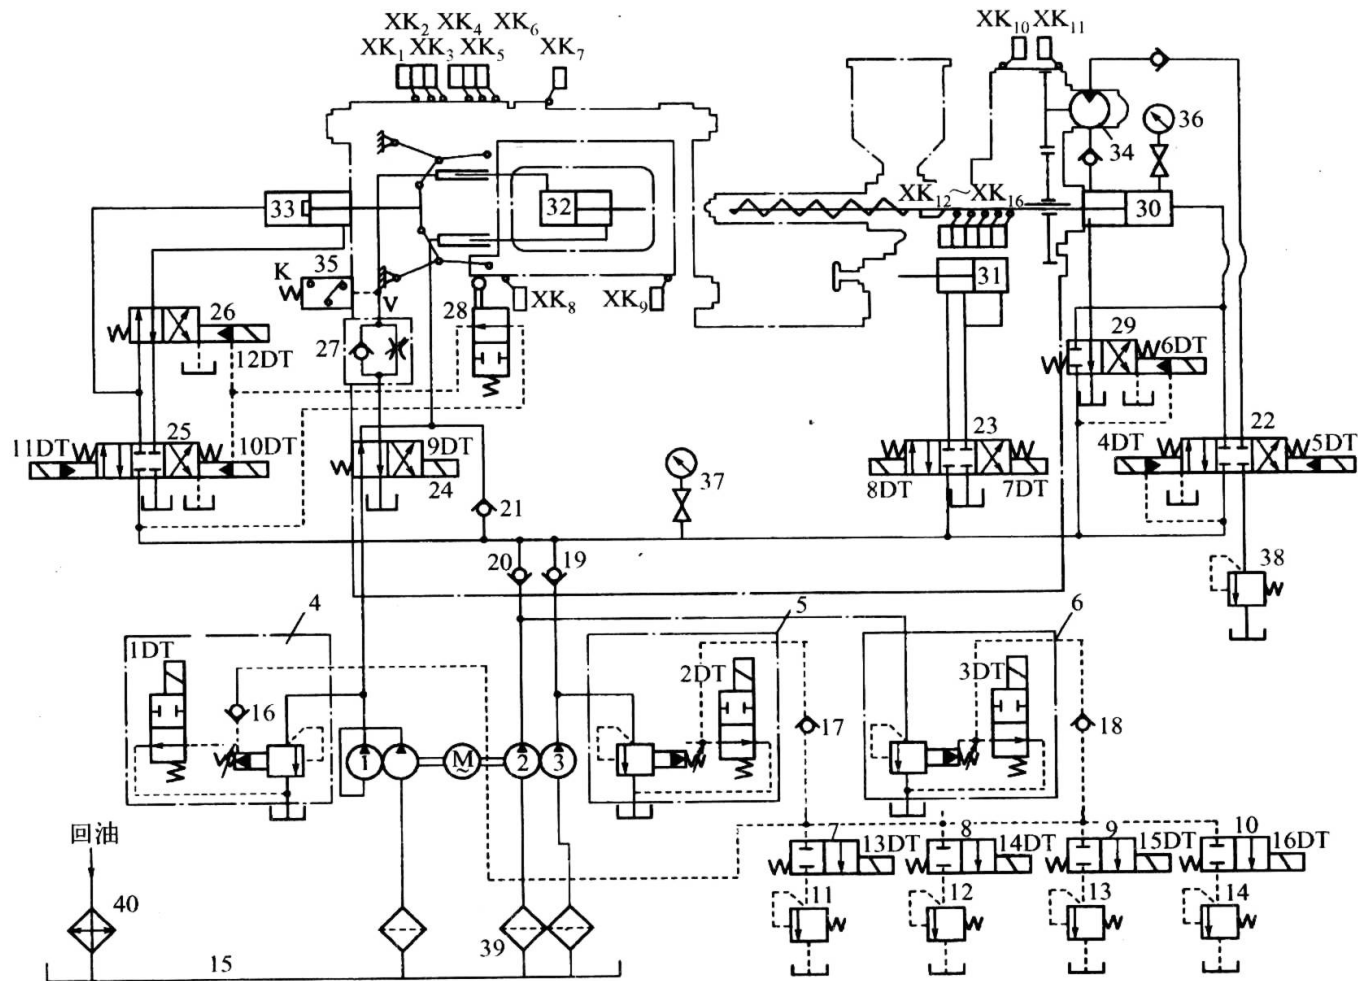 XK₂ XK₄ XK₆
XK₁ XK₃ XK₅ XK₇
XK₁₀ XK₁₁
36
34
XK₁₂～XK₁₆
33
32
30
K
35
V
31
26
XK₈
XK₉
28
27
29
12DT
6DT
11DT
25
10DT
9DT
23
22
4DT
5DT
24
37
8DT
7DT
21
20
19
38
4
5
6
1DT
2DT
3DT
16
17
18
1
M
~
2
3
7
8
9
10
13DT
14DT
15DT
16DT
回油
11
12
13
14
40
39
15